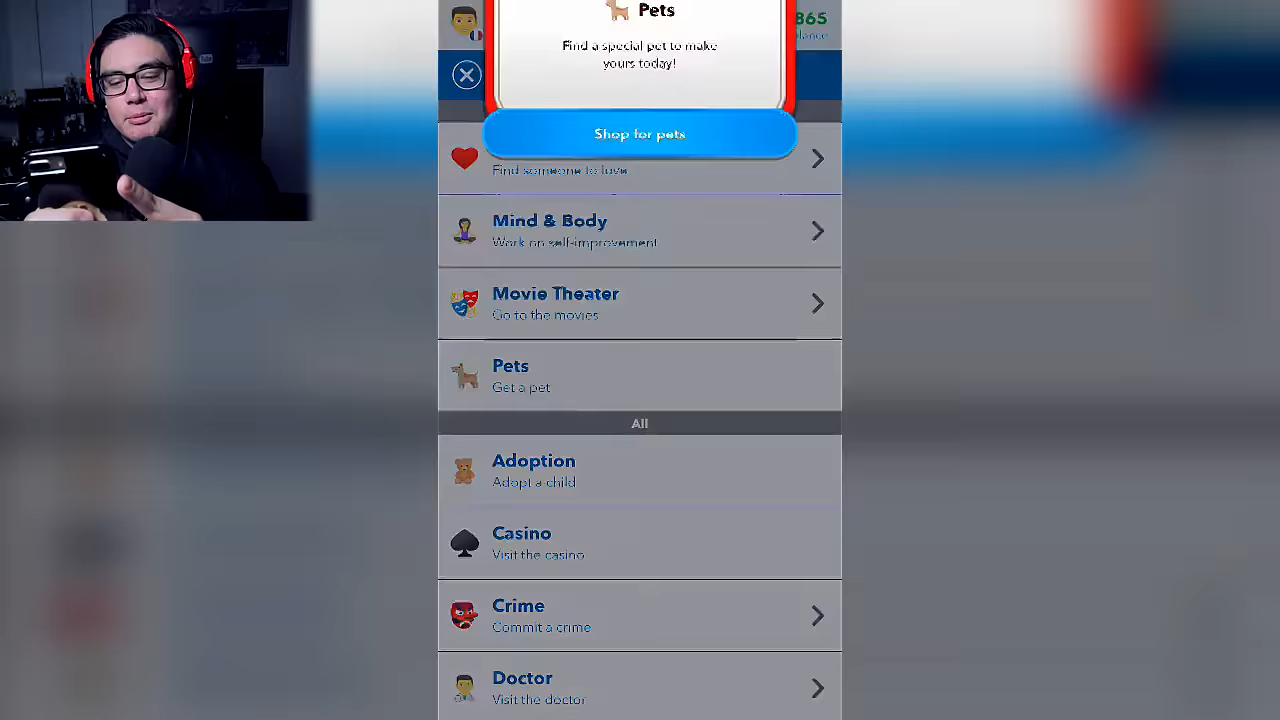 Pets
865
Find a special pet to make
yours today!
Shop for pets
Find someone to love
Mind & Body
Work on self-improvement
Movie Theater
Go to the movies
Pets
Get a pet
All
Adoption
Adopt a child
Casino
Visit the casino
Crime
Commit a crime
Doctor
Visit the doctor